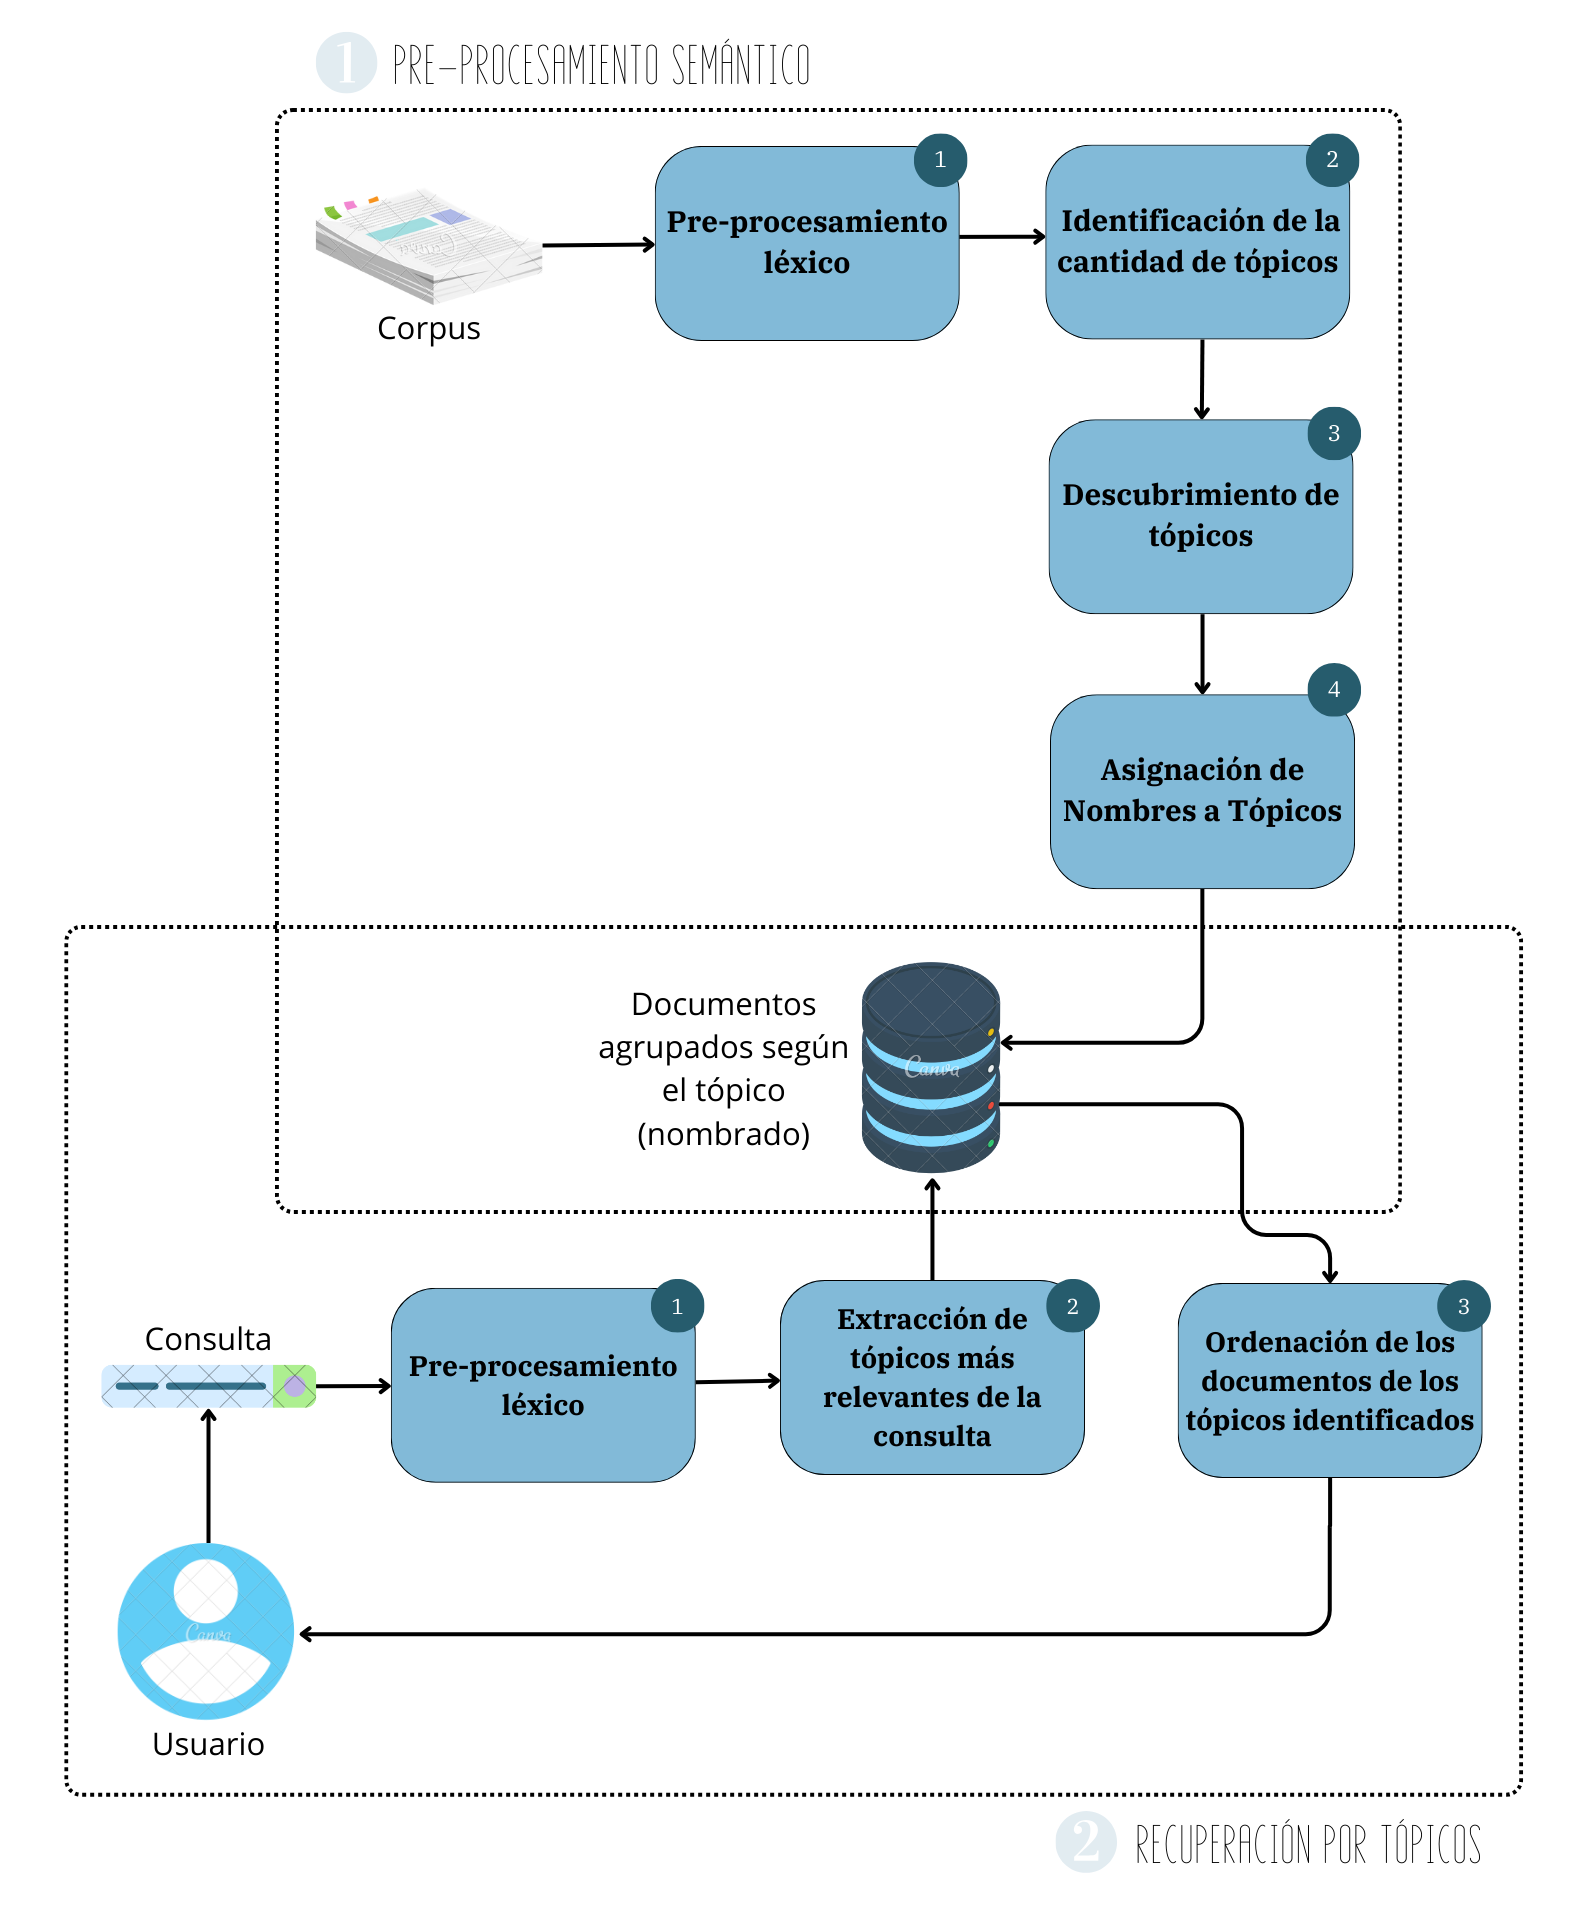 1 PRE-PROCESAMIENTO SEMÁNTICO
1
Pre-procesamiento
léxico
2
Identificación de la
cantidad de tópicos
Corpus
3
Descubrimiento de
tópicos
4
Asignación de
Nombres a Tópicos
Documentos
agrupados según
el tópico
(nombrado)
Canva
Consulta
1
Pre-procesamiento
léxico
2
Extracción de
tópicos más
relevantes de la
consulta
3
Ordenación de los
documentos de los
tópicos identificados
Canva
Usuario
2 RECUPERACIÓN POR TÓPICOS